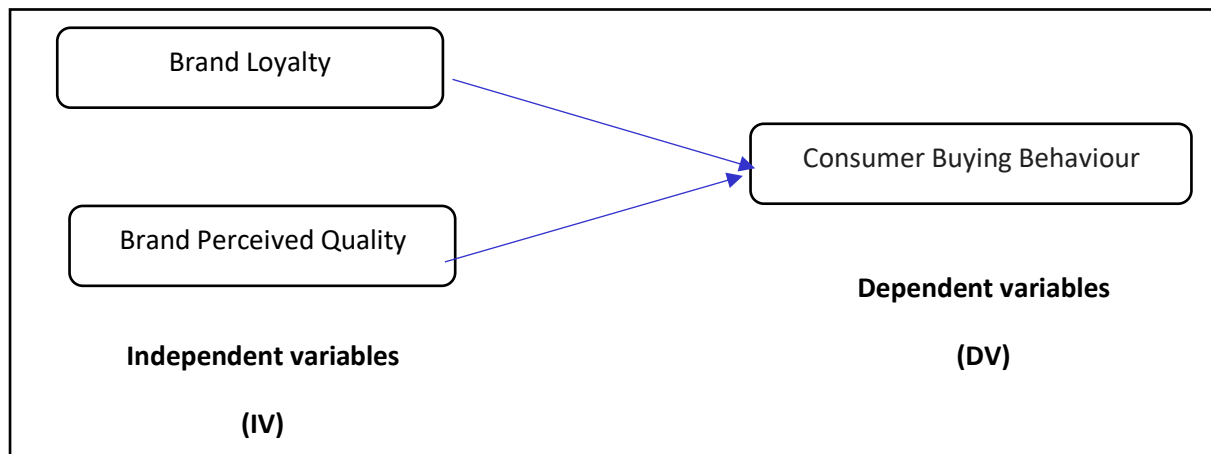 Brand Loyalty
Consumer Buying Behaviour
Brand Perceived Quality
Dependent variables
(DV)
Independent variables
(IV)